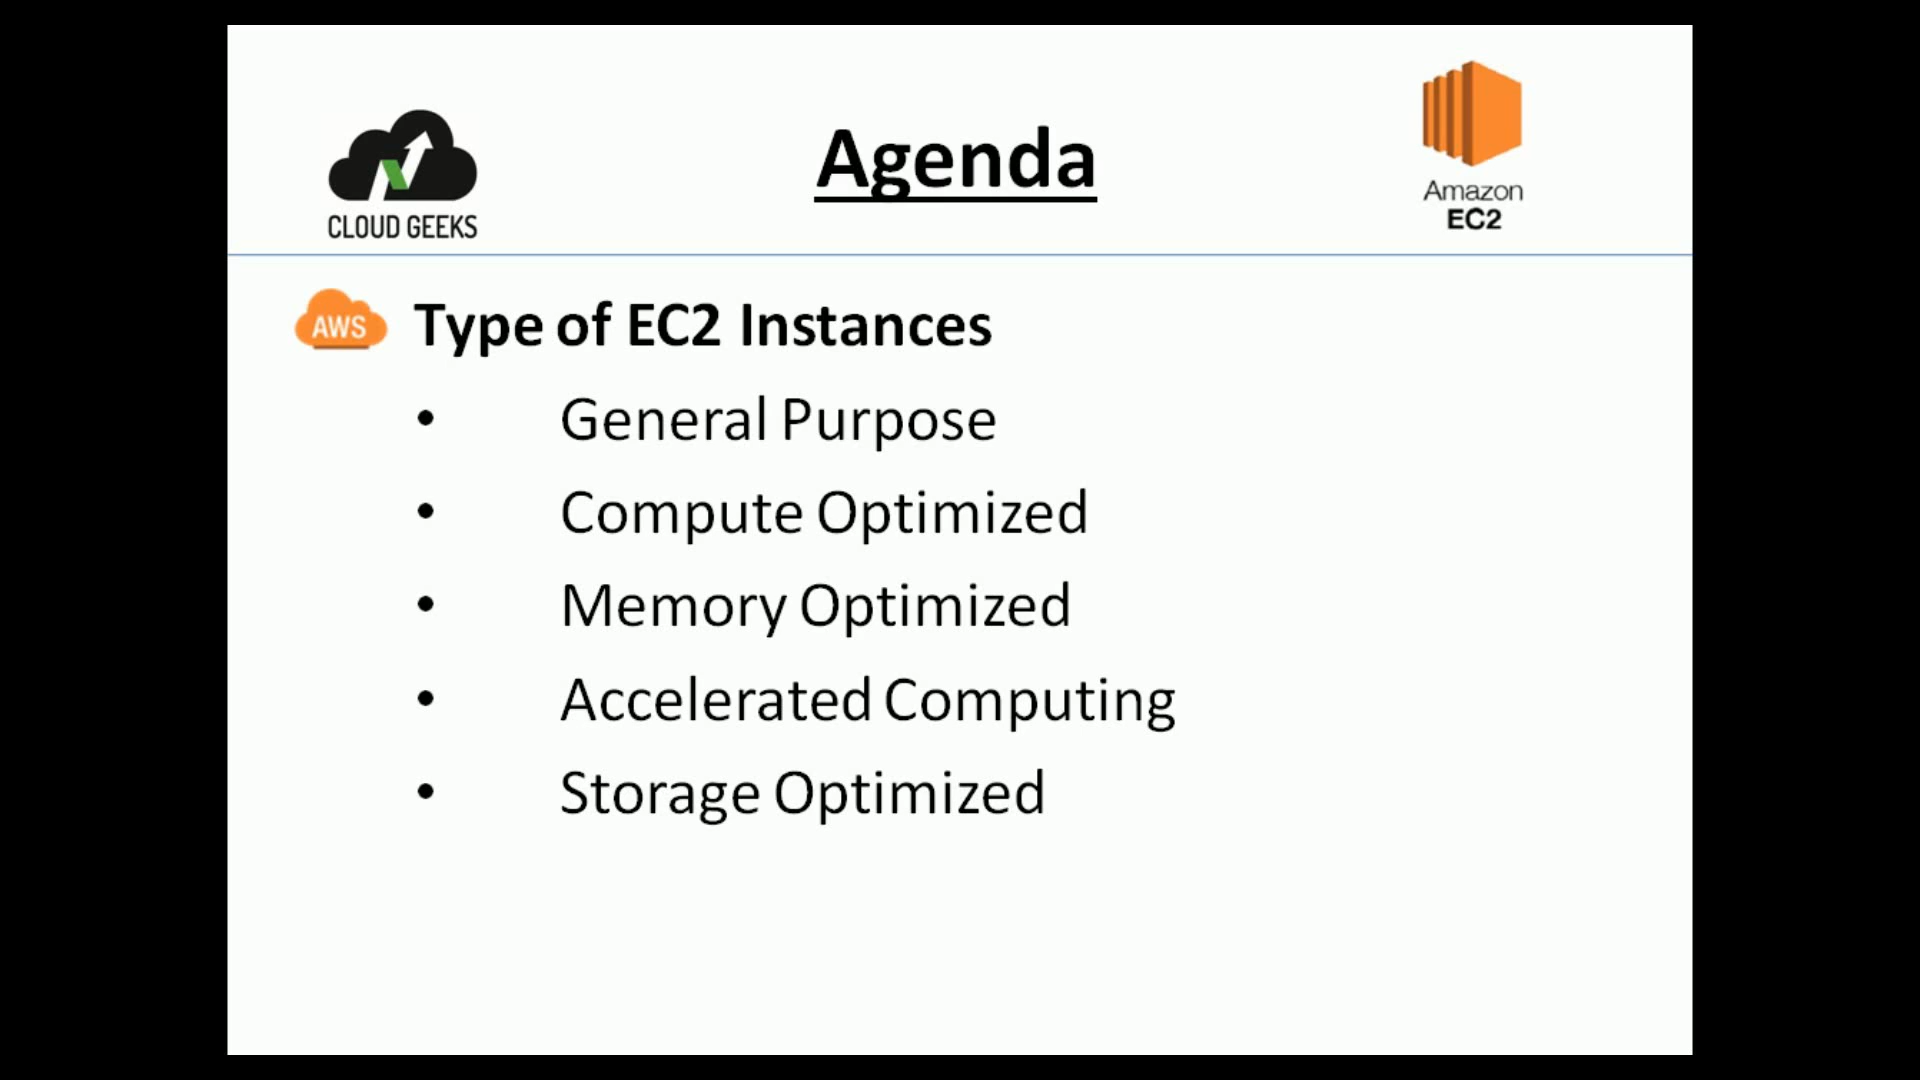 Agenda
CLOUD GEEKS
Amazon
EC2
AWS
Type of EC2 Instances
• General Purpose
• Compute Optimized
• Memory Optimized
• Accelerated Computing
• Storage Optimized